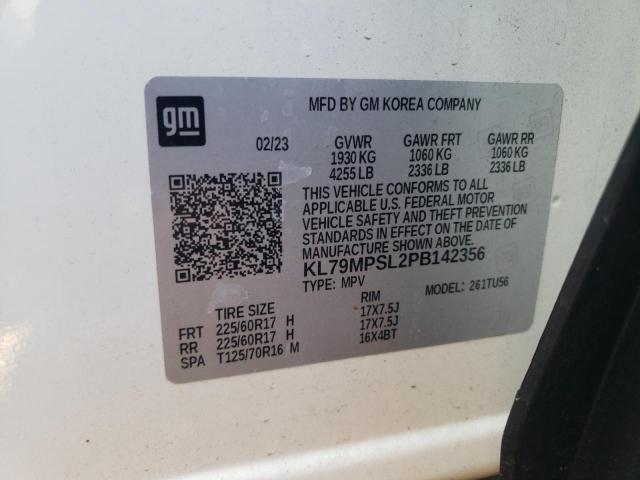 gm
MFD BY GM KOREA COMPANY
02/23 GVWR GAWR FRT GAWR RR
1930 KG 1060 KG 1060 KG
4255 LB 2336 LB 2336 LB
THIS VEHICLE CONFORMS TO ALL
APPLICABLE U.S. FEDERAL MOTOR
VEHICLE SAFETY AND THEFT PREVENTION
STANDARDS IN EFFECT ON THE DATE OF
MANUFACTURE SHOWN ABOVE.
KL79MPSL2PB142356
TYPE: MPV MODEL: 261TU56
TIRE SIZE RIM
FRT 225/60R17 H 17X7.5J
RR 225/60R17 H 17X7.5J
SPA T125/70R16 M 16X4BT